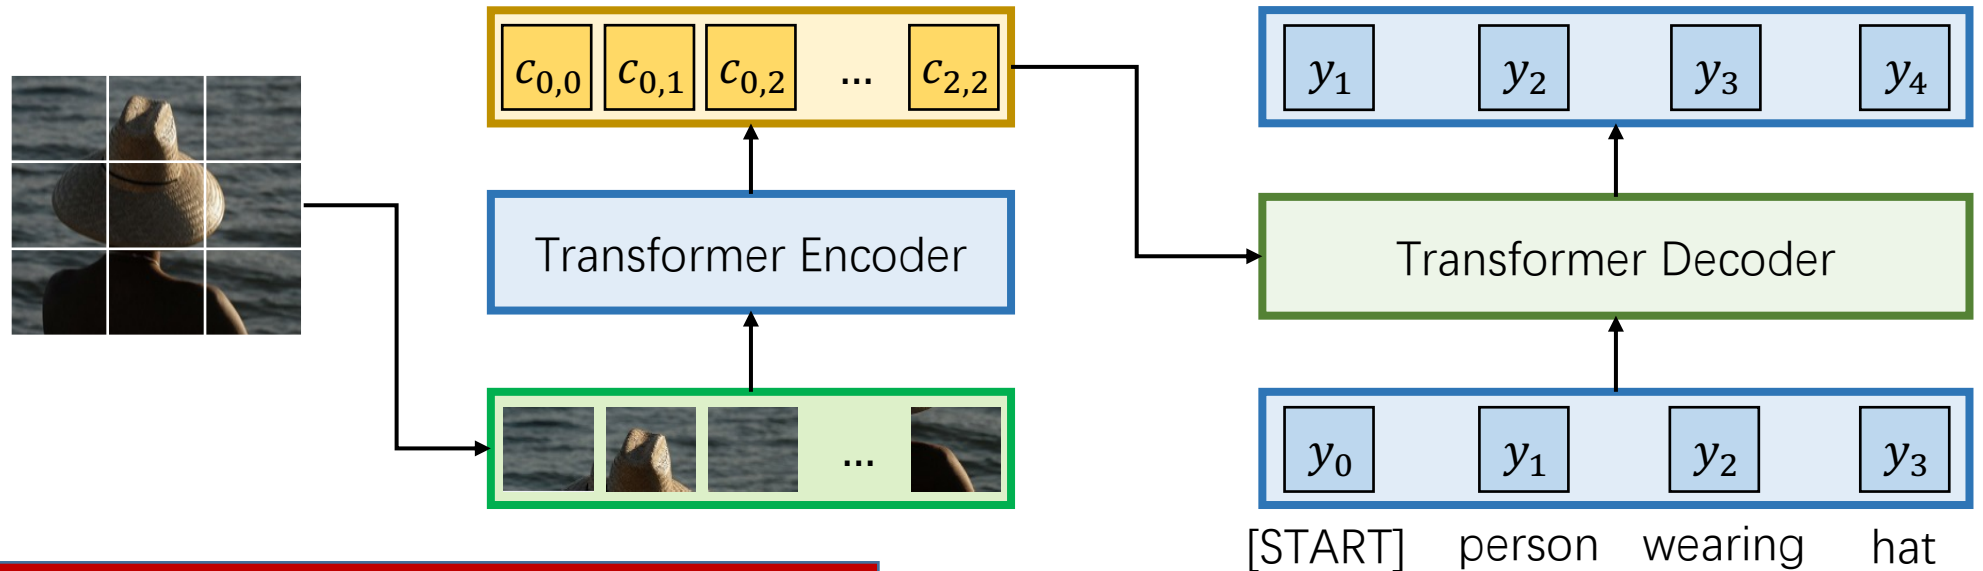 c0,0 c0,1 c0,2 ... c2,2
y1 y2 y3 y4
Transformer Encoder
Transformer Decoder
...
y0 y1 y2 y3
[START] person wearing hat